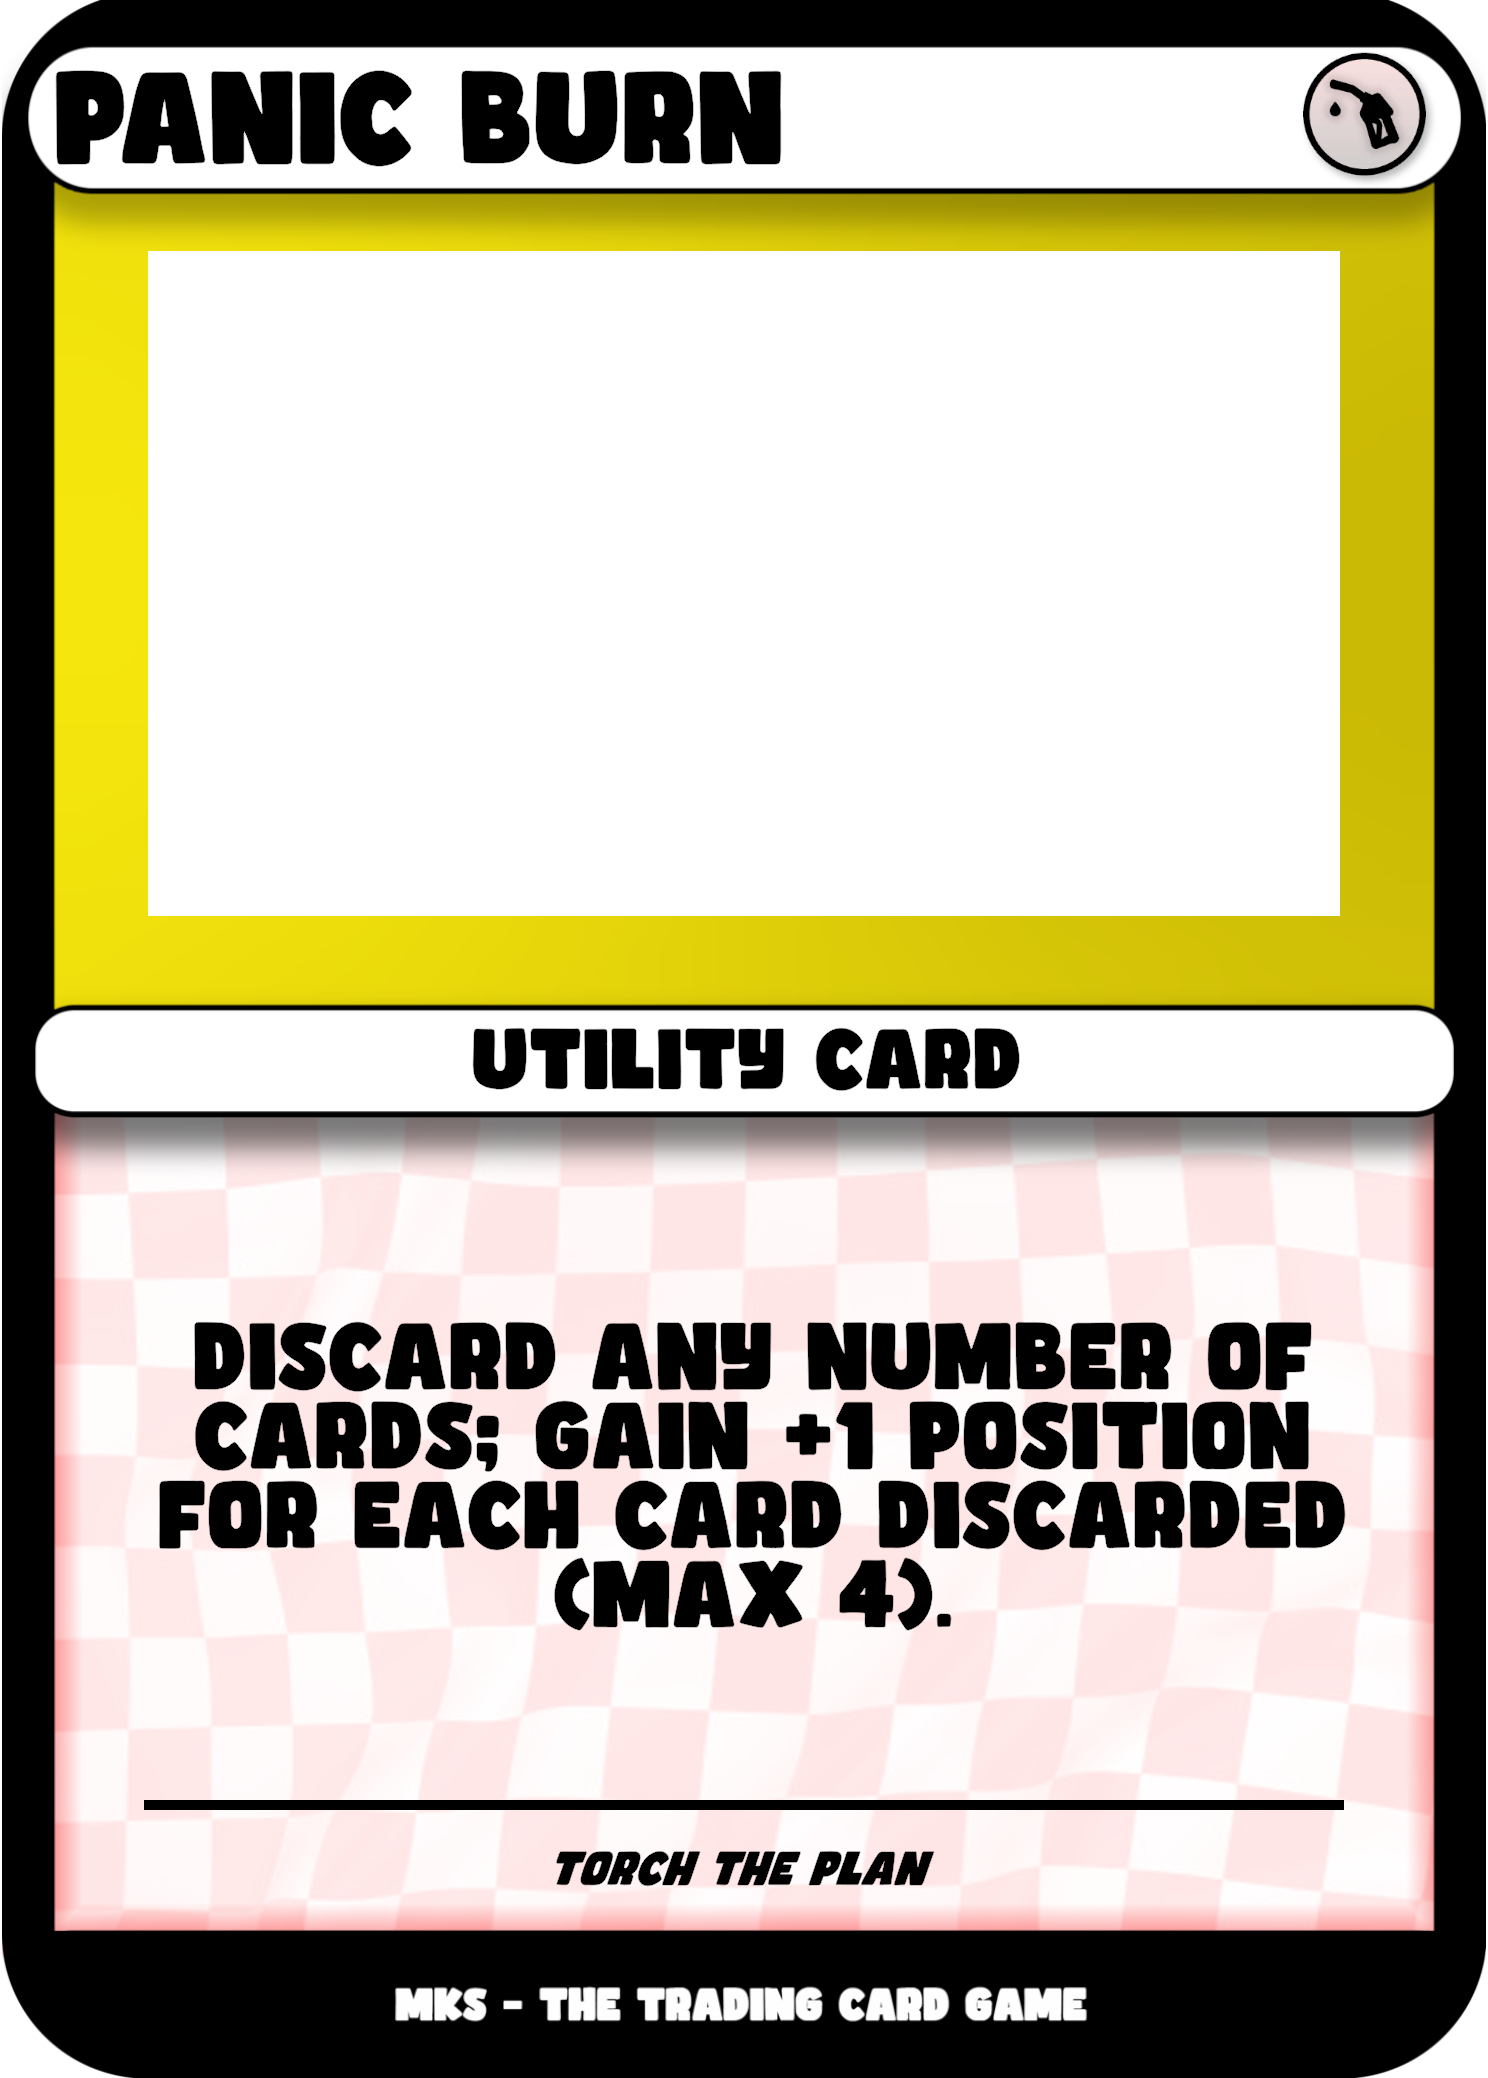 PANIC BURN
UTILITY CARD
DISCARD ANY NUMBER OF
CARDS; GAIN +1 POSITION
FOR EACH CARD DISCARDED
(MAX 4).
TORCH THE PLAN
MKS - THE TRADING CARD GAME